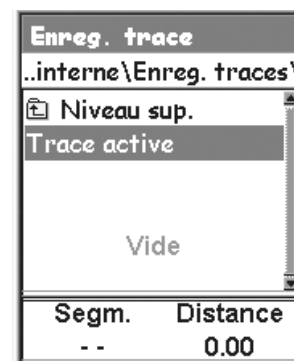 Enreg. trace
..interne\Enreg. traces\
Niveau sup.
Trace active
Vide
Segm. Distance
- - 0.00